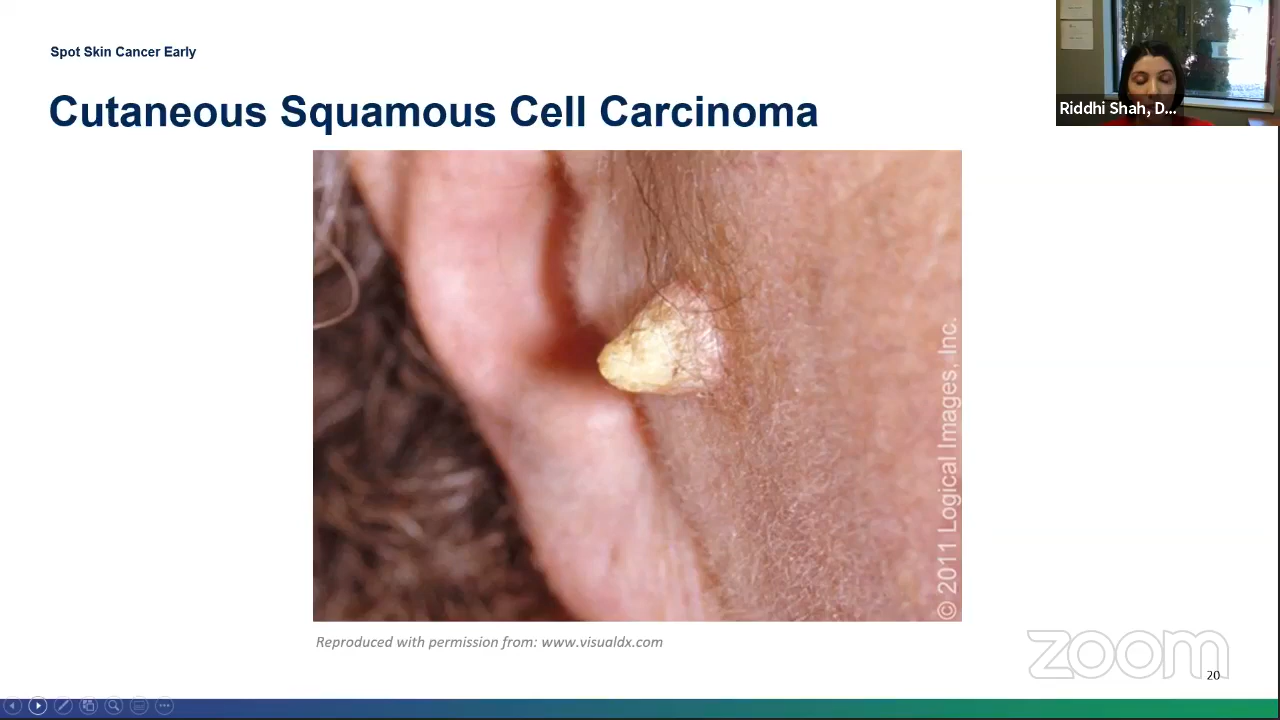 Spot Skin Cancer Early
Riddhi Shah, D...
Cutaneous Squamous Cell Carcinoma
© 2011 Logical Images, Inc.
Reproduced with permission from: www.visualdx.com
zoom
20